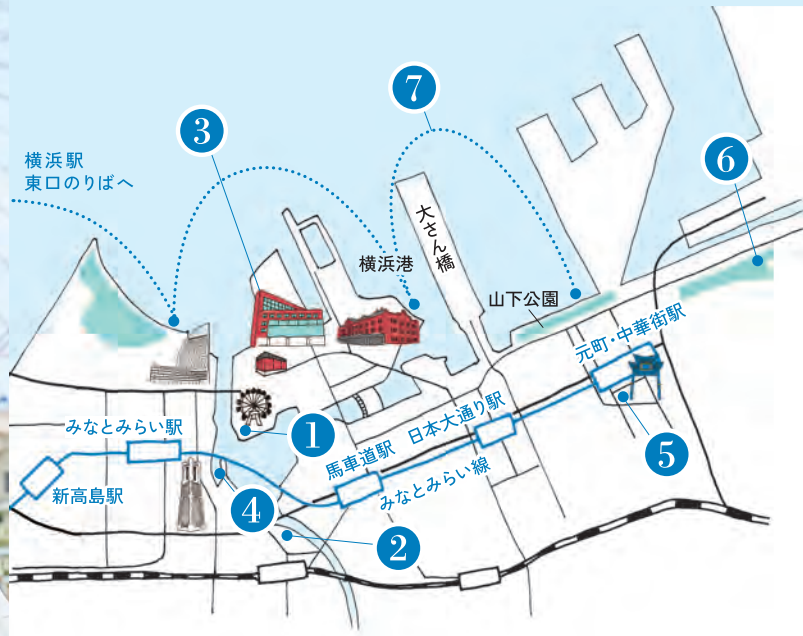 7
3
6
横浜駅
東口のりばへ
大さん橋
横浜港
山下公園
元町・中華街駅
みなとみらい駅
1
馬車道駅
日本大通り駅
5
新高島駅
4
みなとみらい線
2